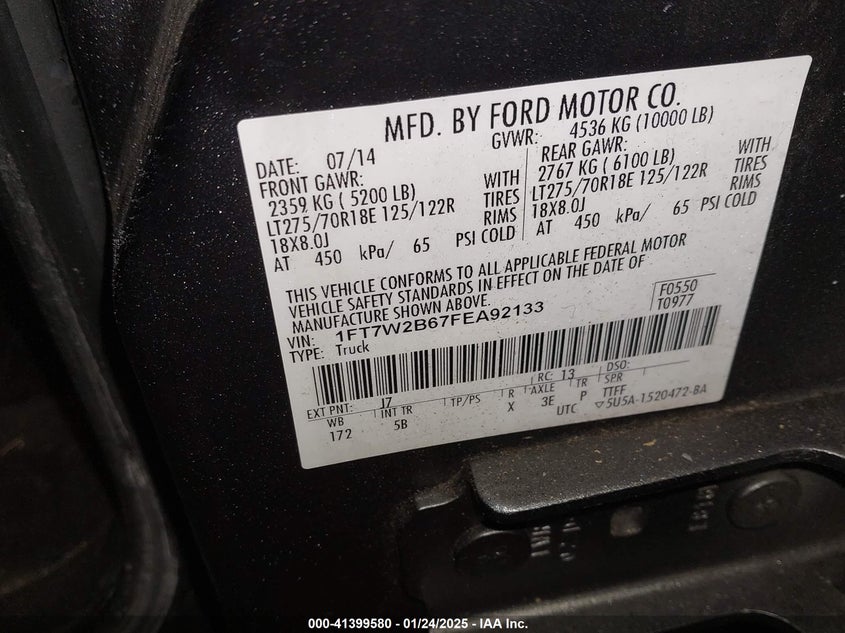 MFD. BY FORD MOTOR CO.
DATE: 07/14 GVWR: 4536 KG (10000 LB)
FRONT GAWR: REAR GAWR: WITH
2359 KG ( 5200 LB) WITH 2767 KG ( 6100 LB) TIRES
LT275/70R18E 125/122R TIRES LT275/70R18E 125/122R RIMS
18X8.0J RIMS 18X8.0J
AT 450 kPa/ 65 PSI COLD AT 450 kPa/ 65 PSI COLD
THIS VEHICLE CONFORMS TO ALL APPLICABLE FEDERAL MOTOR
VEHICLE SAFETY STANDARDS IN EFFECT ON THE DATE OF
MANUFACTURE SHOWN ABOVE.
VIN: 1FT7W2B67FEA92133
F0550
TYPE: Truck T0977
EXT PNT: J7 RC: 13 DSO:
WB INT TR TP/PS R AXLE TR SPR
172 5B X 3E P TTFF
UTC ▽5U5A-1520472-BA
000-41399580 - 01/24/2025 - IAA Inc.